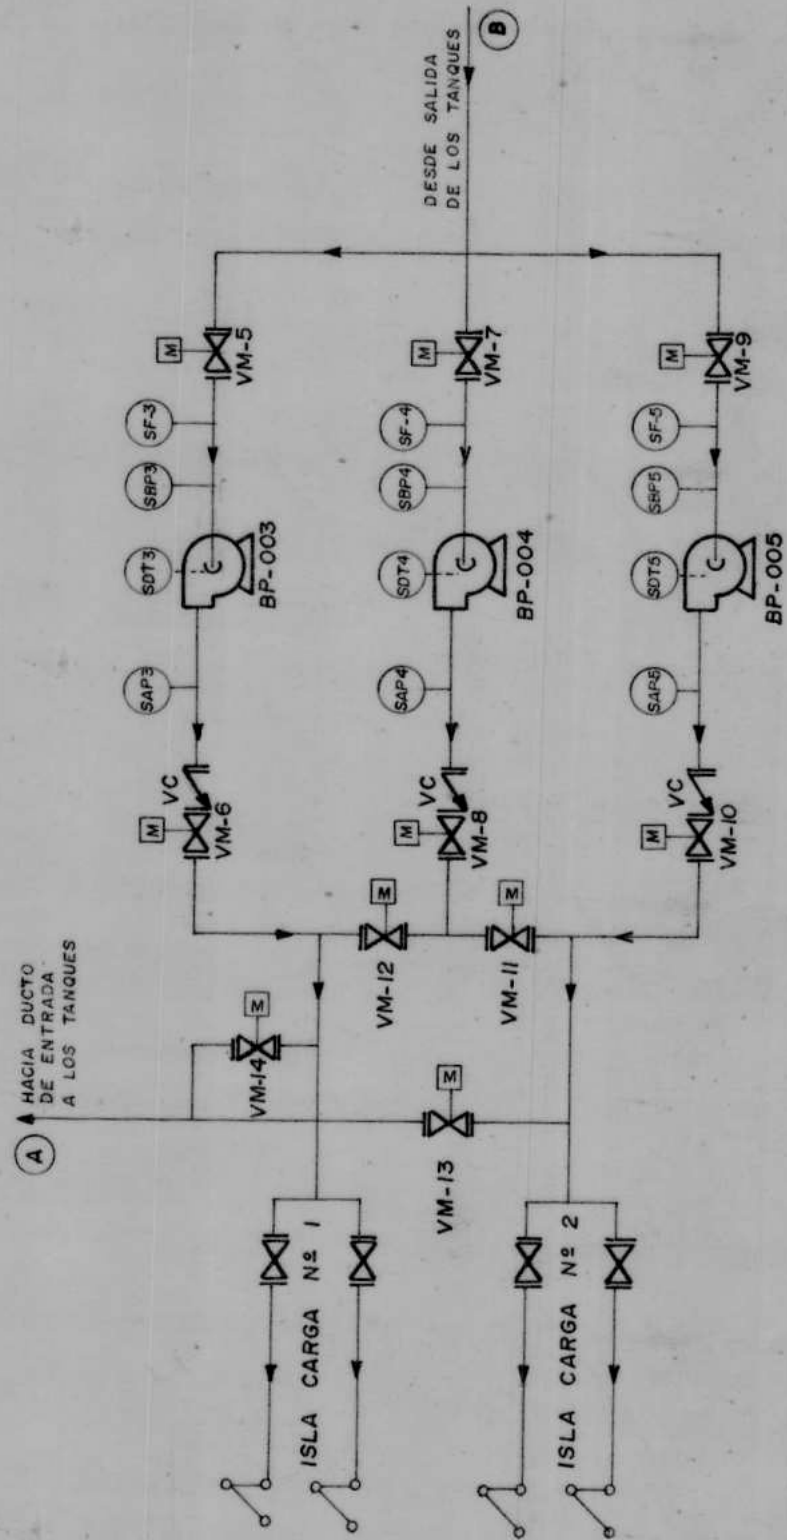 B
DESDE SALIDA
DE LOS TANQUES
M
VM-5
SF-3
SBP3
SDT3
BP-003
SAP3
VC
M
VM-6
M
VM-7
SF-4
SBP4
SDT4
BP-004
SAP4
VC
M
VM-8
M
VM-9
SF-5
SBP5
SDT5
BP-005
SAP5
VC
M
VM-10
M
VM-12
M
VM-11
M
VM-14
M
VM-13
A
HACIA DUCTO
DE ENTRADA
A LOS TANQUES
ISLA CARGA Nº 1
ISLA CARGA Nº 2